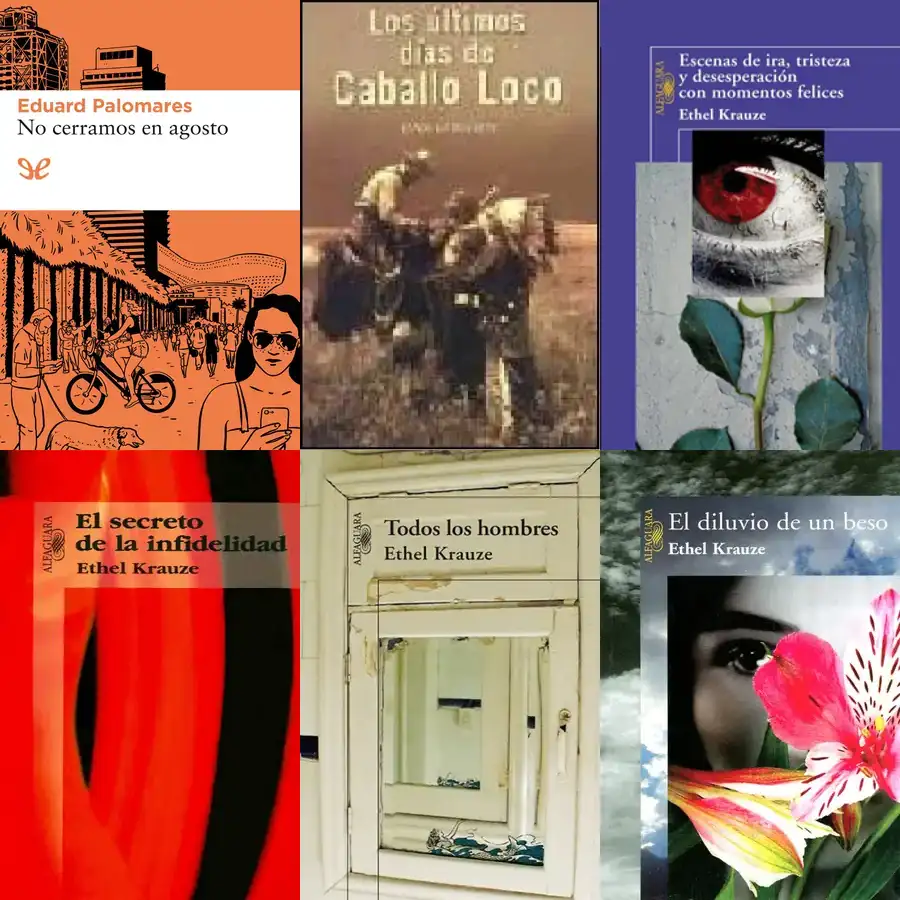 Eduard Palomares
No cerramos en agosto
Los últimos
días de
Caballo Loco
ALFAGUARA
Escenas de ira, tristeza
y desesperación
con momentos felices
Ethel Krauze
ALFAGUARA
El secreto
de la infidelidad
Ethel Krauze
ALFAGUARA
Todos los hombres
Ethel Krauze
ALFAGUARA
El diluvio de un beso
Ethel Krauze